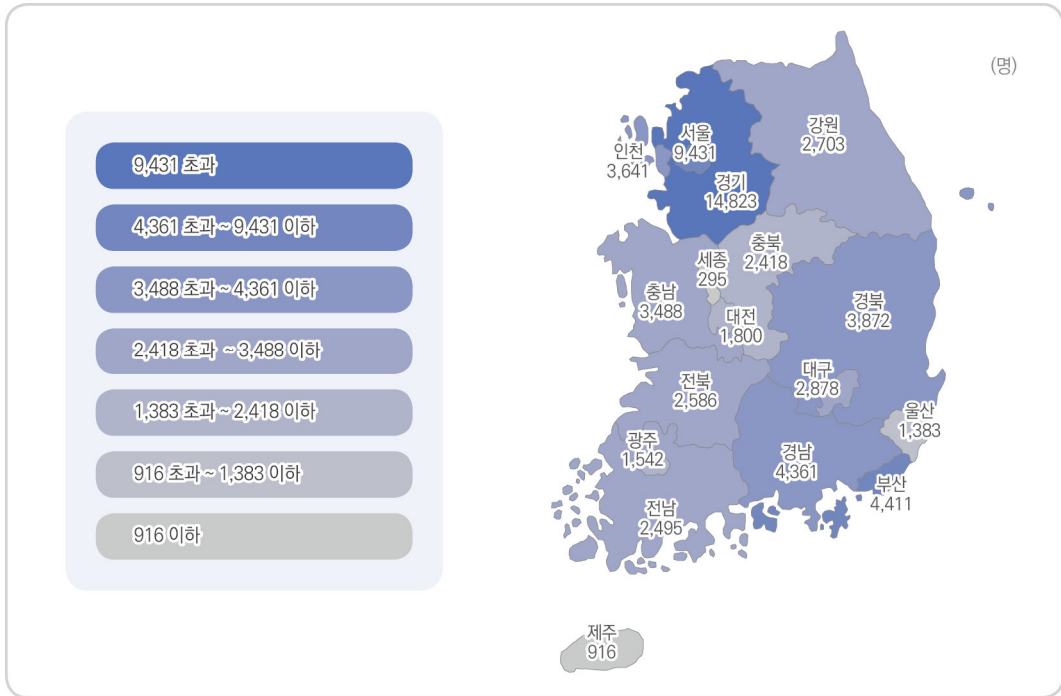 (명)
9,431 초과
4,361 초과 ~ 9,431 이하
3,488 초과 ~ 4,361 이하
2,418 초과 ~ 3,488 이하
1,383 초과 ~ 2,418 이하
916 초과 ~ 1,383 이하
916 이하
서울
9,431
인천
3,641
경기
14,823
강원
2,703
충북
2,418
세종
295
충남
3,488
대전
1,800
경북
3,872
대구
2,878
전북
2,586
울산
1,383
광주
1,542
경남
4,361
부산
4,411
전남
2,495
제주
916